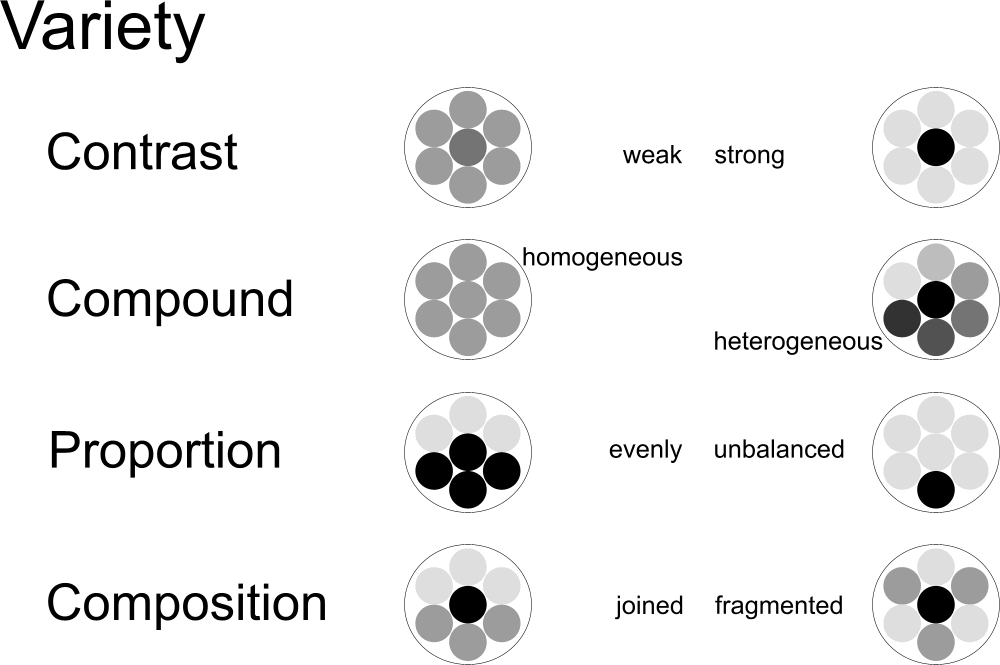 Variety
Contrast
weak strong
homogeneous
Compound
heterogeneous
Proportion
evenly unbalanced
Composition
joined fragmented